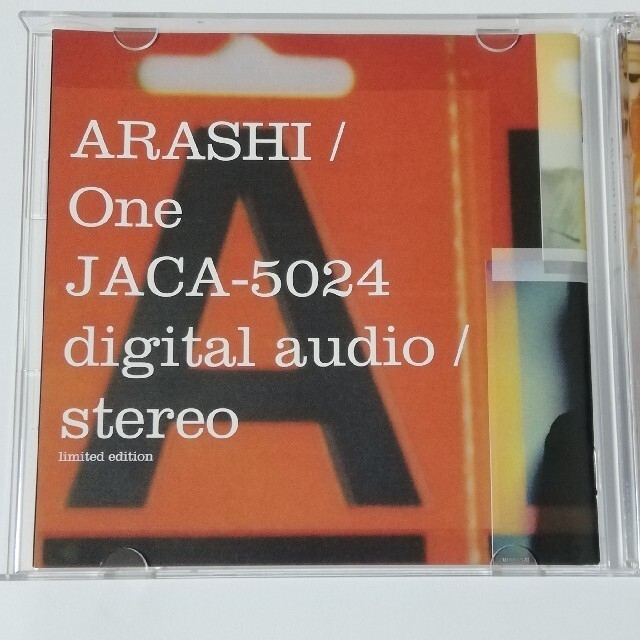 ARASHI /
One
JACA-5024
digital audio /
stereo
limited edition
A